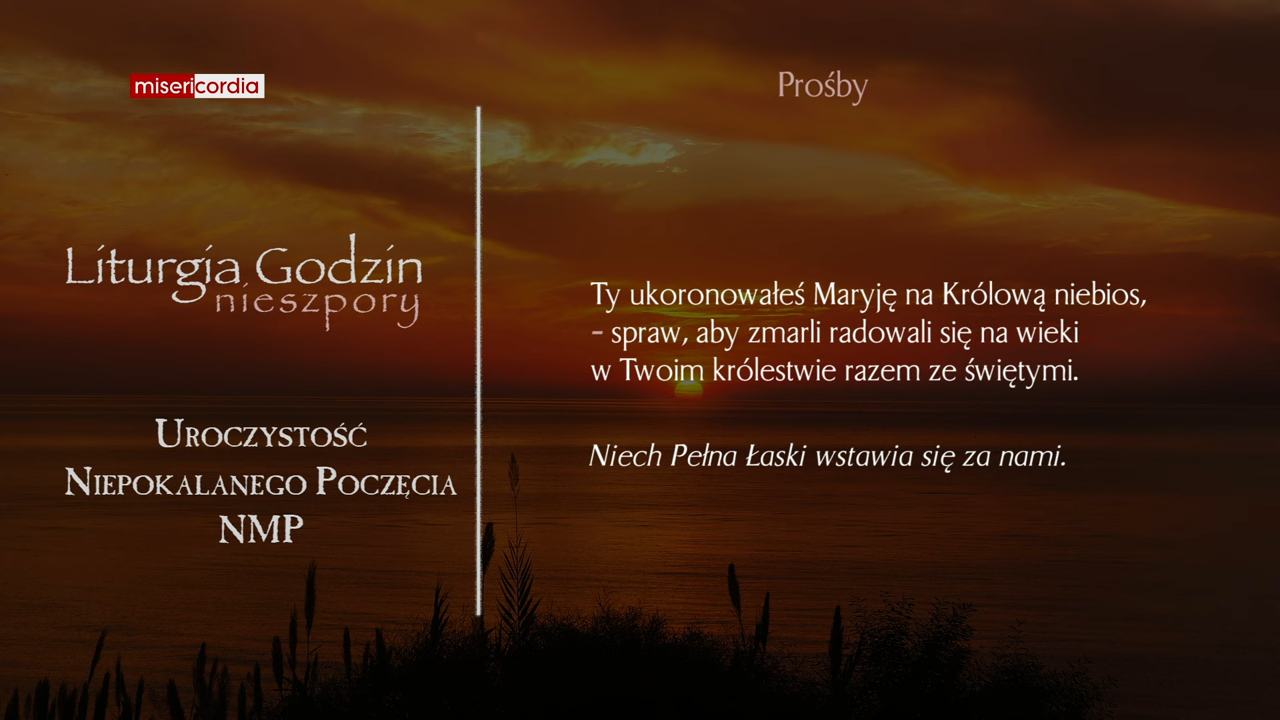 misericordia
Prośby
Liturgia Godzin
nieszpory
Uroczystość
Niepokalanego Poczęcia
NMP
Ty ukoronowałeś Maryję na Królową niebios,
- spraw, aby zmarli radowali się na wieki
w Twoim królestwie razem ze świętymi.
Niech Pełna Łaski wstawia się za nami.